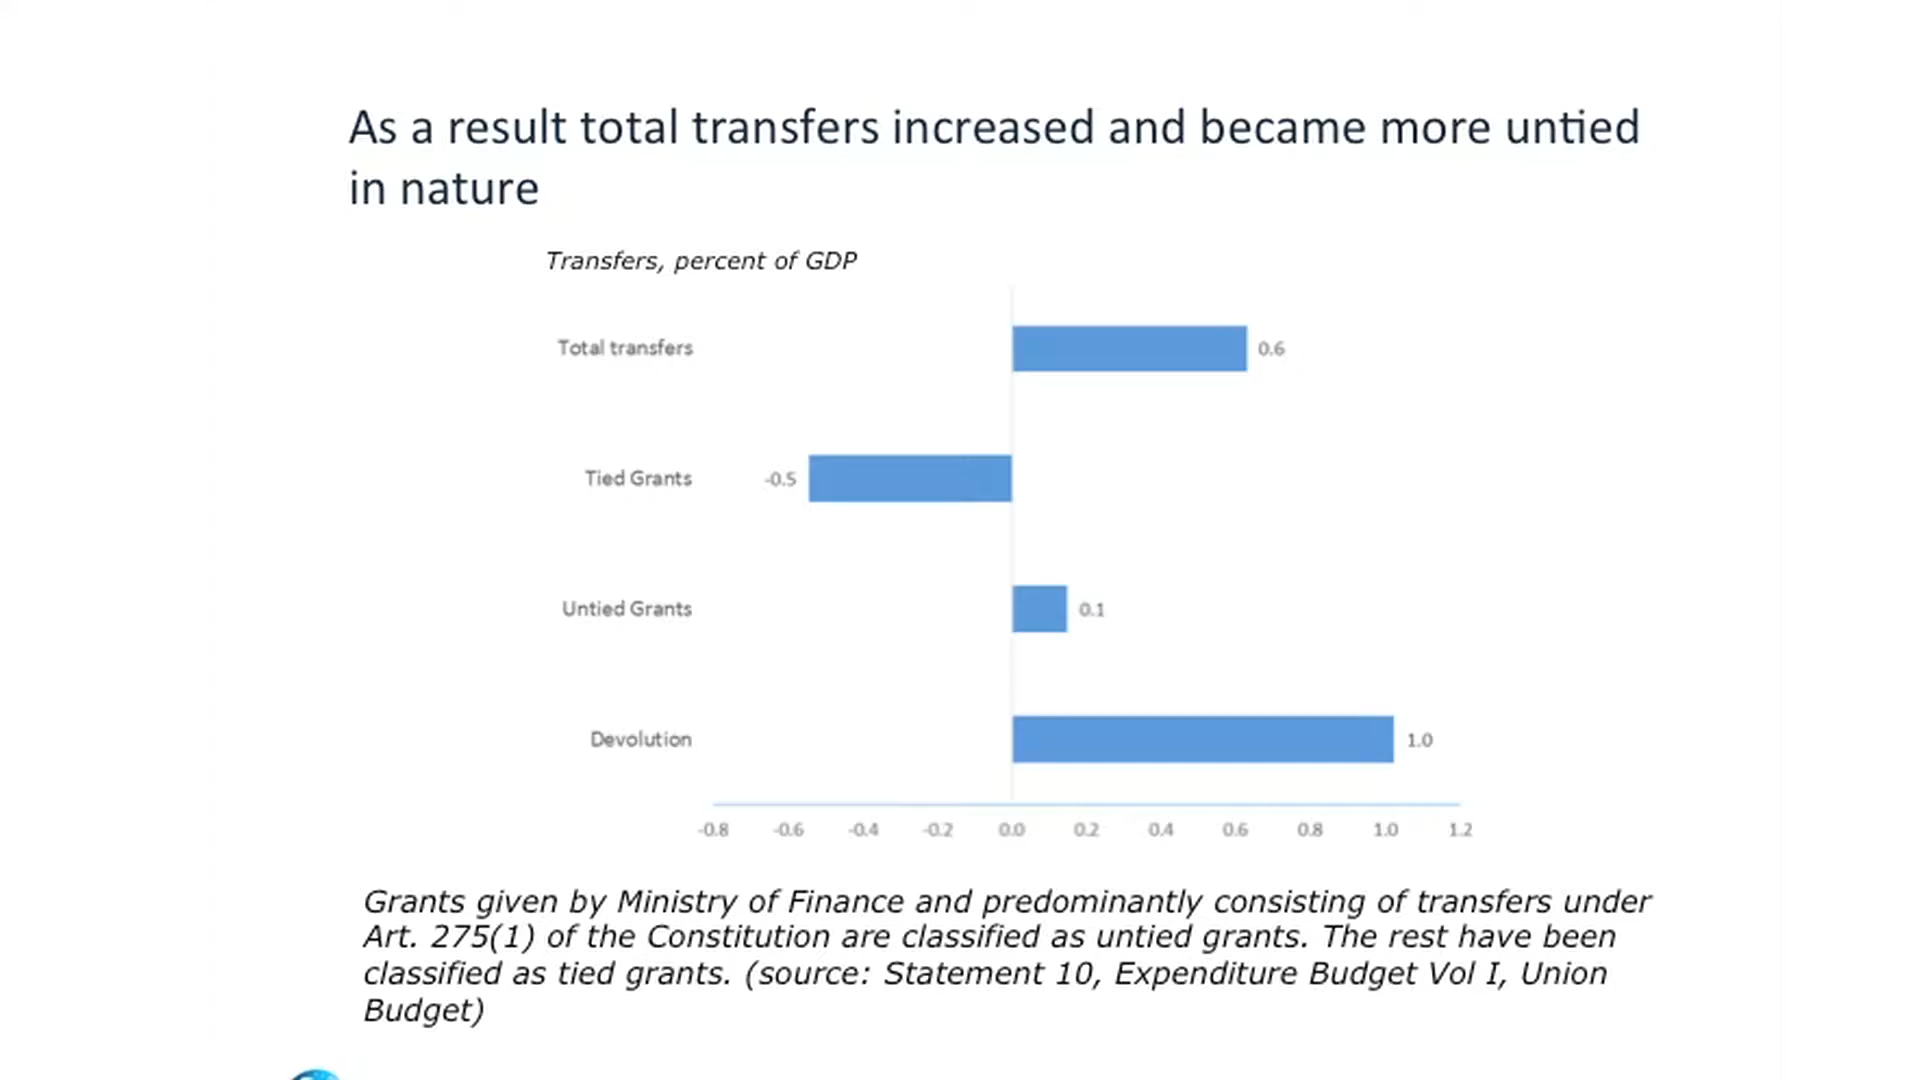 As a result total transfers increased and became more untied
in nature
Transfers, percent of GDP
Total transfers
0.6
Tied Grants
-0.5
Untied Grants
0.1
Devolution
1.0
-0.8 -0.6 -0.4 -0.2 0.0 0.2 0.4 0.6 0.8 1.0 1.2
Grants given by Ministry of Finance and predominantly consisting of transfers under
Art. 275(1) of the Constitution are classified as untied grants. The rest have been
classified as tied grants. (source: Statement 10, Expenditure Budget Vol I, Union
Budget)